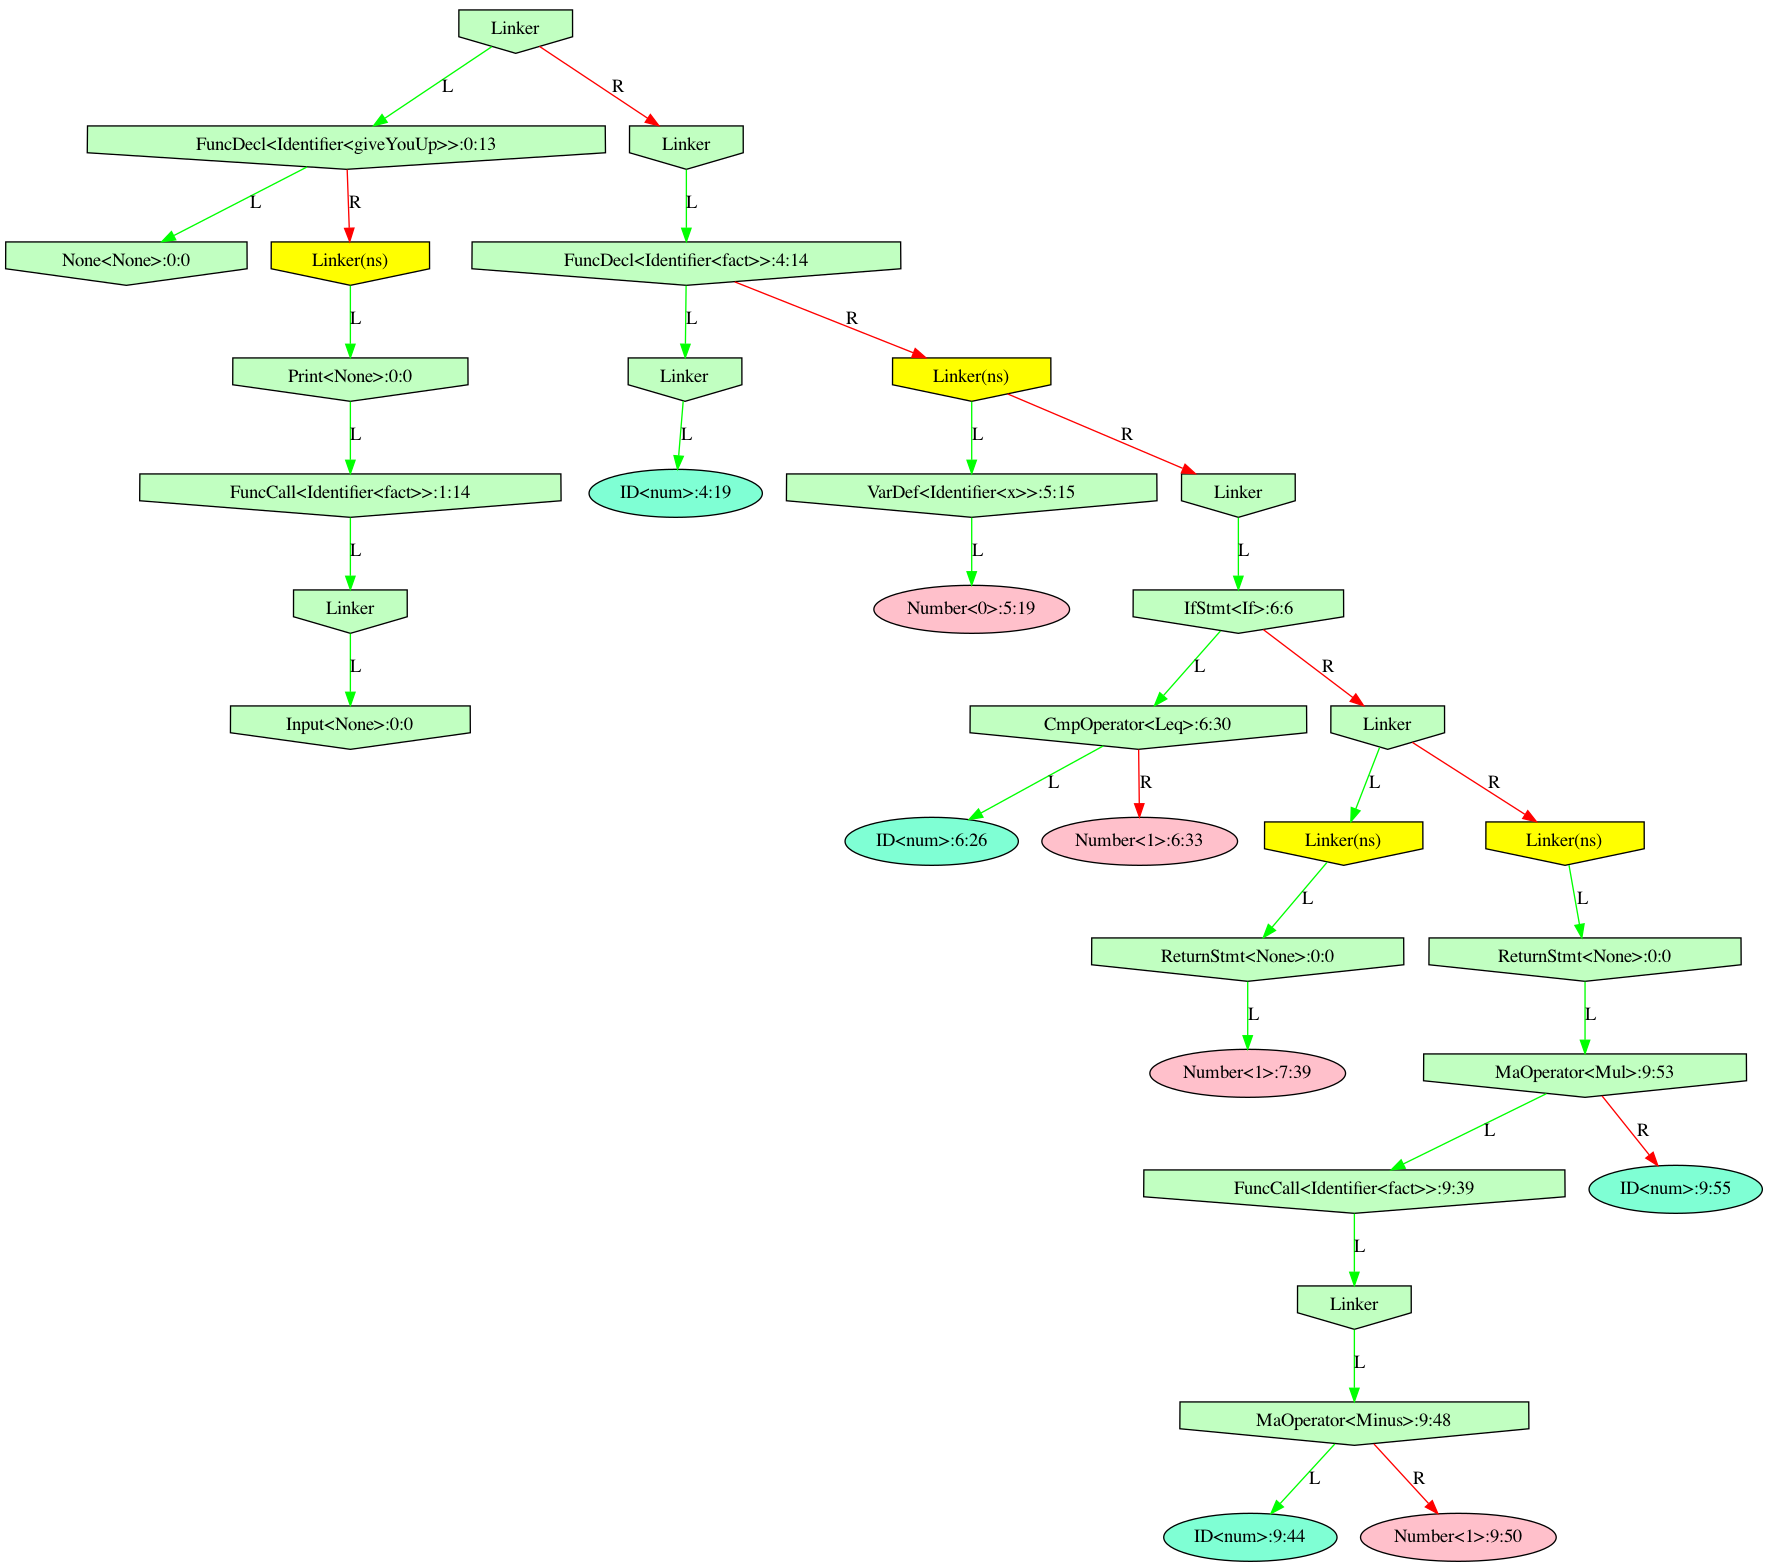 Linker
L
R
FuncDecl<Identifier<giveYouUp>>:0:13
Linker
L
R
L
None<None>:0:0
Linker(ns)
FuncDecl<Identifier<fact>>:4:14
L
L
R
Print<None>:0:0
Linker
Linker(ns)
L
L
L
R
FuncCall<Identifier<fact>>:1:14
ID<num>:4:19
VarDef<Identifier<x>>:5:15
Linker
L
L
L
Linker
Number<0>:5:19
IfStmt<If>:6:6
L
L
R
Input<None>:0:0
CmpOperator<Leq>:6:30
Linker
L
R
L
R
ID<num>:6:26
Number<1>:6:33
Linker(ns)
Linker(ns)
L
L
ReturnStmt<None>:0:0
ReturnStmt<None>:0:0
L
L
Number<1>:7:39
MaOperator<Mul>:9:53
L
R
FuncCall<Identifier<fact>>:9:39
ID<num>:9:55
L
Linker
L
MaOperator<Minus>:9:48
L
R
ID<num>:9:44
Number<1>:9:50